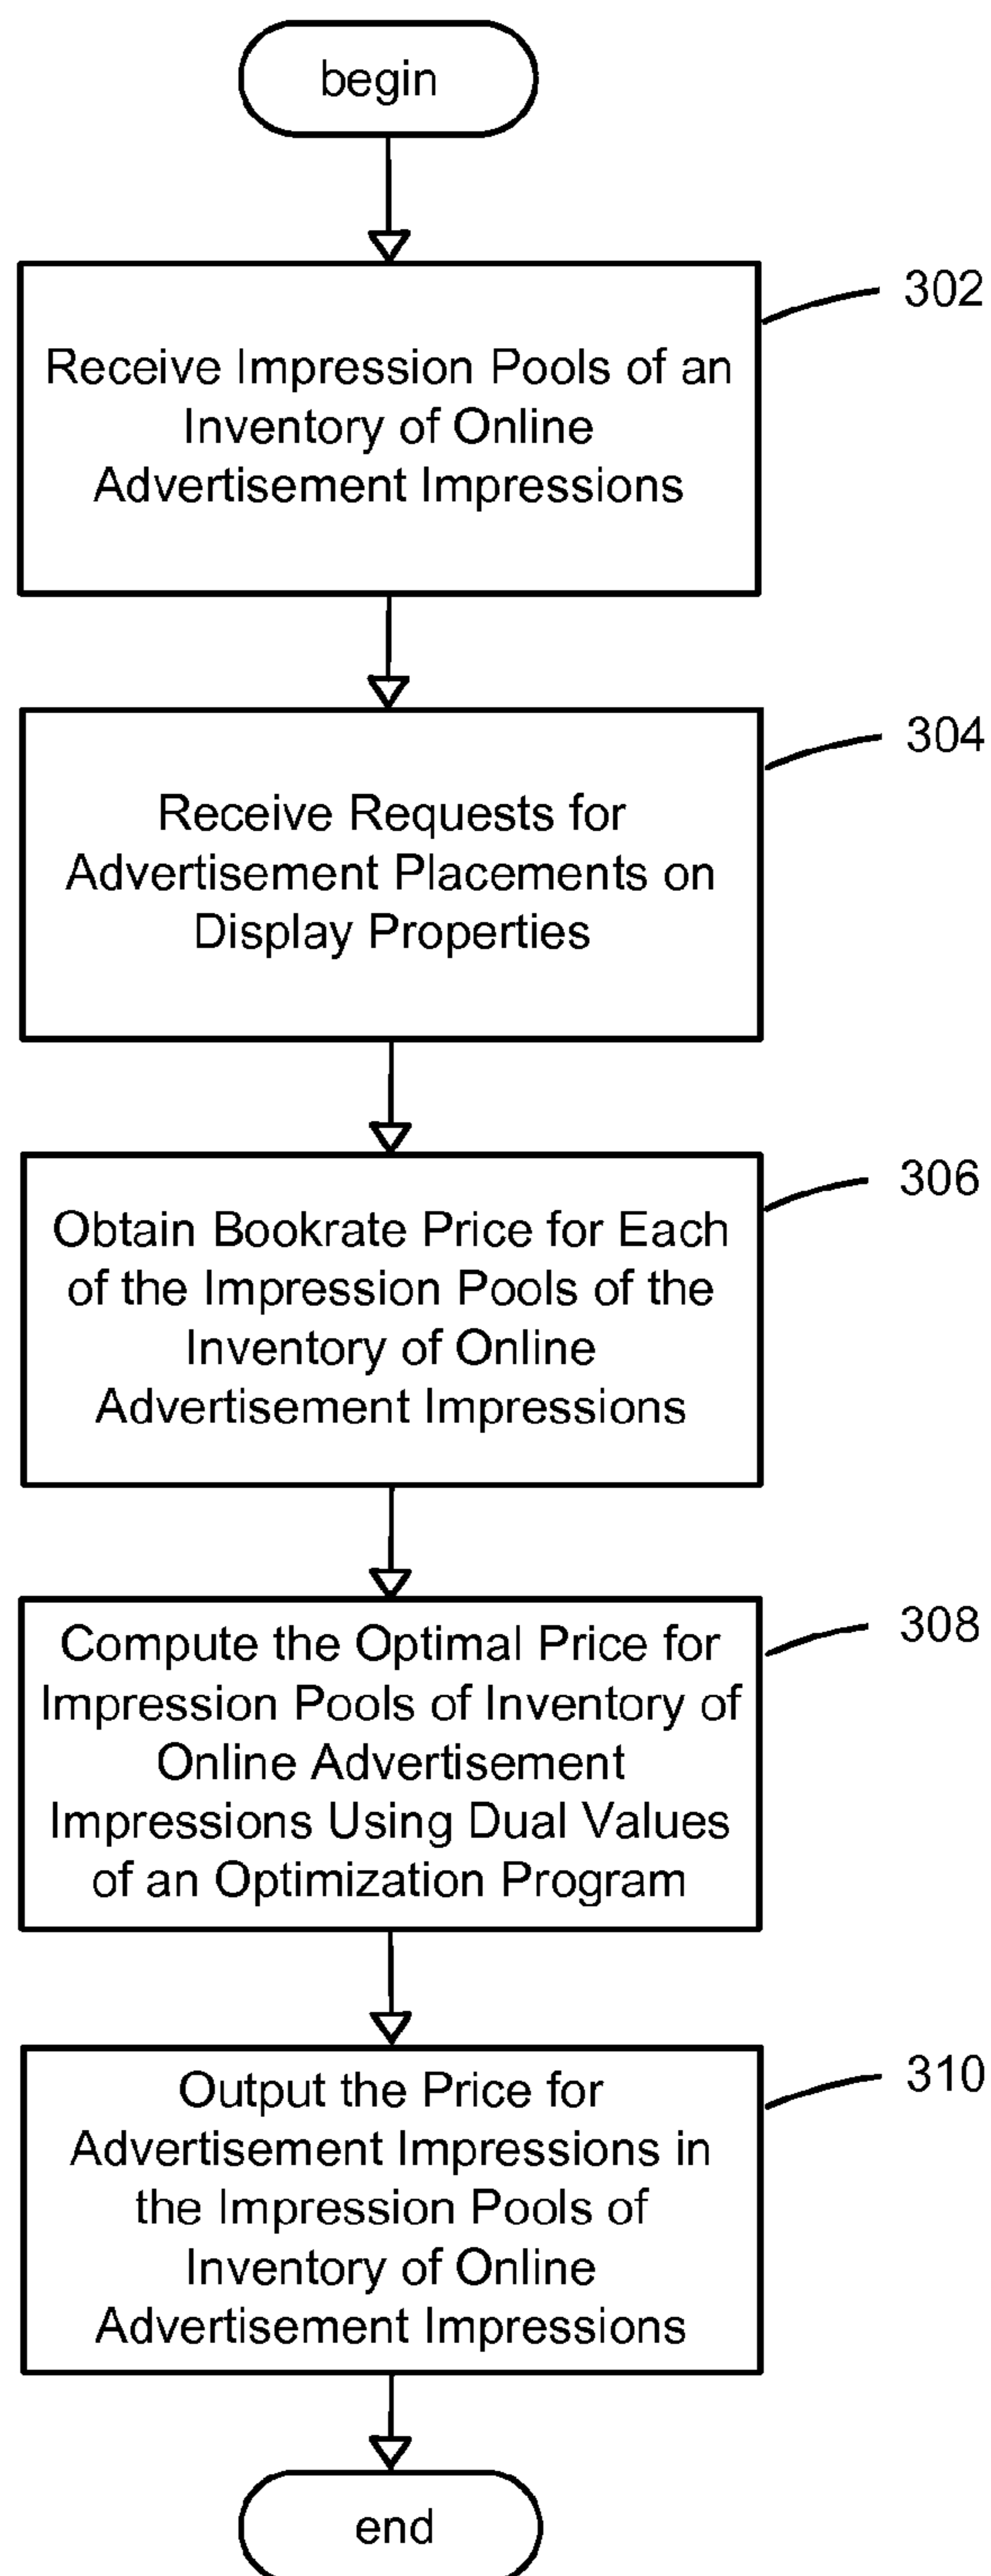 begin
302
Receive Impression Pools of an
Inventory of Online
Advertisement Impressions
304
Receive Requests for
Advertisement Placements on
Display Properties
306
Obtain Bookrate Price for Each
of the Impression Pools of the
Inventory of Online
Advertisement Impressions
308
Compute the Optimal Price for
Impression Pools of Inventory of
Online Advertisement
Impressions Using Dual Values
of an Optimization Program
310
Output the Price for
Advertisement Impressions in
the Impression Pools of
Inventory of Online
Advertisement Impressions
end